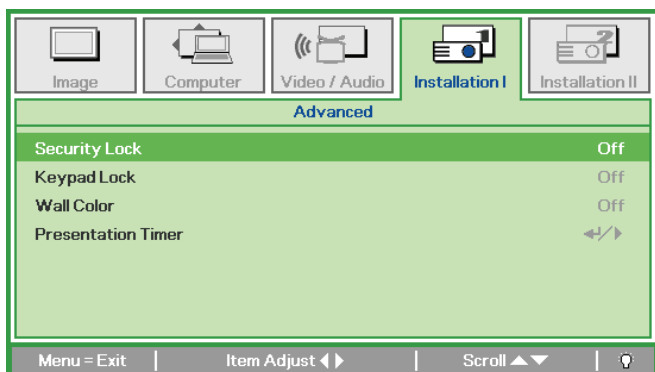 Image
Computer
Video / Audio
Installation I
Installation II
Advanced
Security Lock Off
Keypad Lock Off
Wall Color Off
Presentation Timer
Menu = Exit Item Adjust Scroll